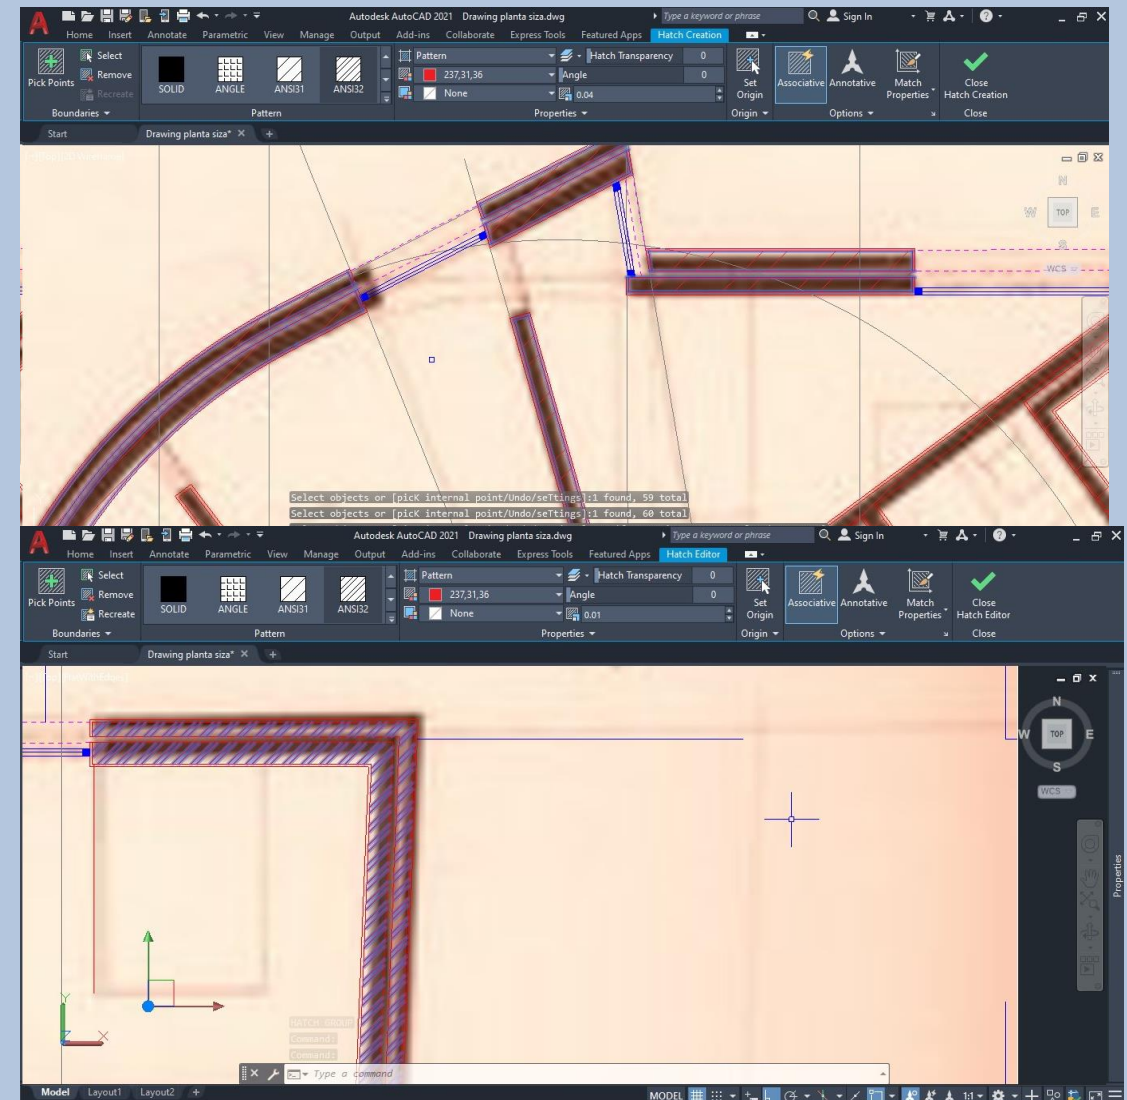 Autodesk AutoCAD 2021 Drawing planta siza.dwg Type a keyword or phrase Sign In
Home Insert Annotate Parametric View Manage Output Add-ins Collaborate Express Tools Featured Apps Hatch Creation
Pick Points Select Remove Recreate SOLID ANGLE ANSI31 ANSI32 Pattern Hatch Transparency 0
237,31,36 Angle 0
None 0.04
Set Origin Associative Annotative Match Properties Close Hatch Creation
Boundaries Pattern Properties Origin Options Close
Start Drawing planta siza* +
N
W TOP E
S
WCS
Select objects or [picK internal point/Undo/seTtings]:1 found, 59 total
Select objects or [picK internal point/Undo/seTtings]:1 found, 60 total
Autodesk AutoCAD 2021 Drawing planta siza.dwg Type a keyword or phrase Sign In
Home Insert Annotate Parametric View Manage Output Add-ins Collaborate Express Tools Featured Apps Hatch Editor
Pick Points Select Remove Recreate SOLID ANGLE ANSI31 ANSI32 Pattern Hatch Transparency 0
237,31,36 Angle 0
None 0.01
Set Origin Associative Annotative Match Properties Close Hatch Editor
Boundaries Pattern Properties Origin Options Close
Start Drawing planta siza* +
N
W TOP E
S
WCS
Properties
Y
X
Command:
Command:
Type a command
Model Layout1 Layout2 +
MODEL 1:1